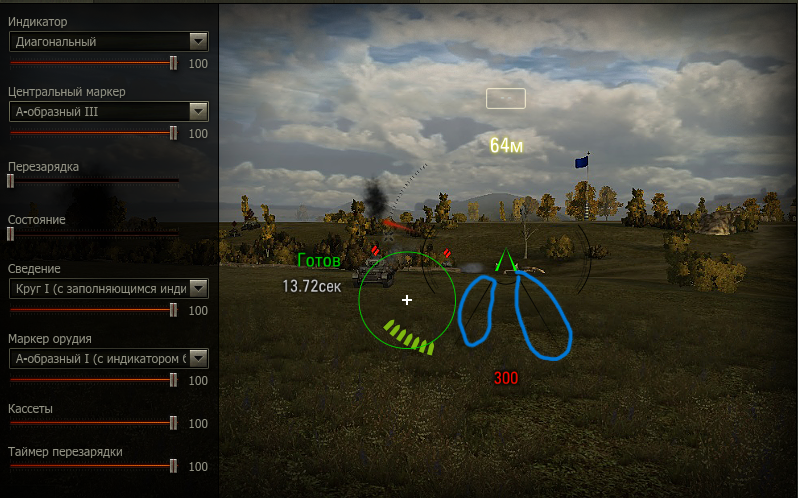 Индикатор
Диагональный
100
Центральный маркер
А-образный III
100
Перезарядка
Состояние
Сведение
Круг I (с заполняющимся инди
100
Маркер орудия
А-образный I (с индикатором б
100
Кассеты
100
Таймер перезарядки
100
64м
Готов
13.72сек
300